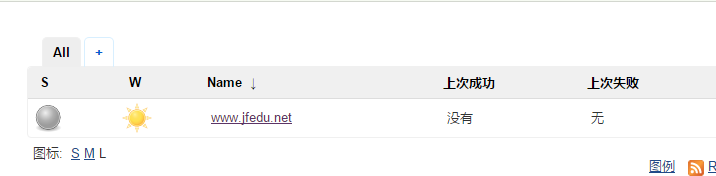 All +
S W Name ↓ 上次成功 上次失败
www.jfedu.net 没有 无
图标: S M L
图例 R